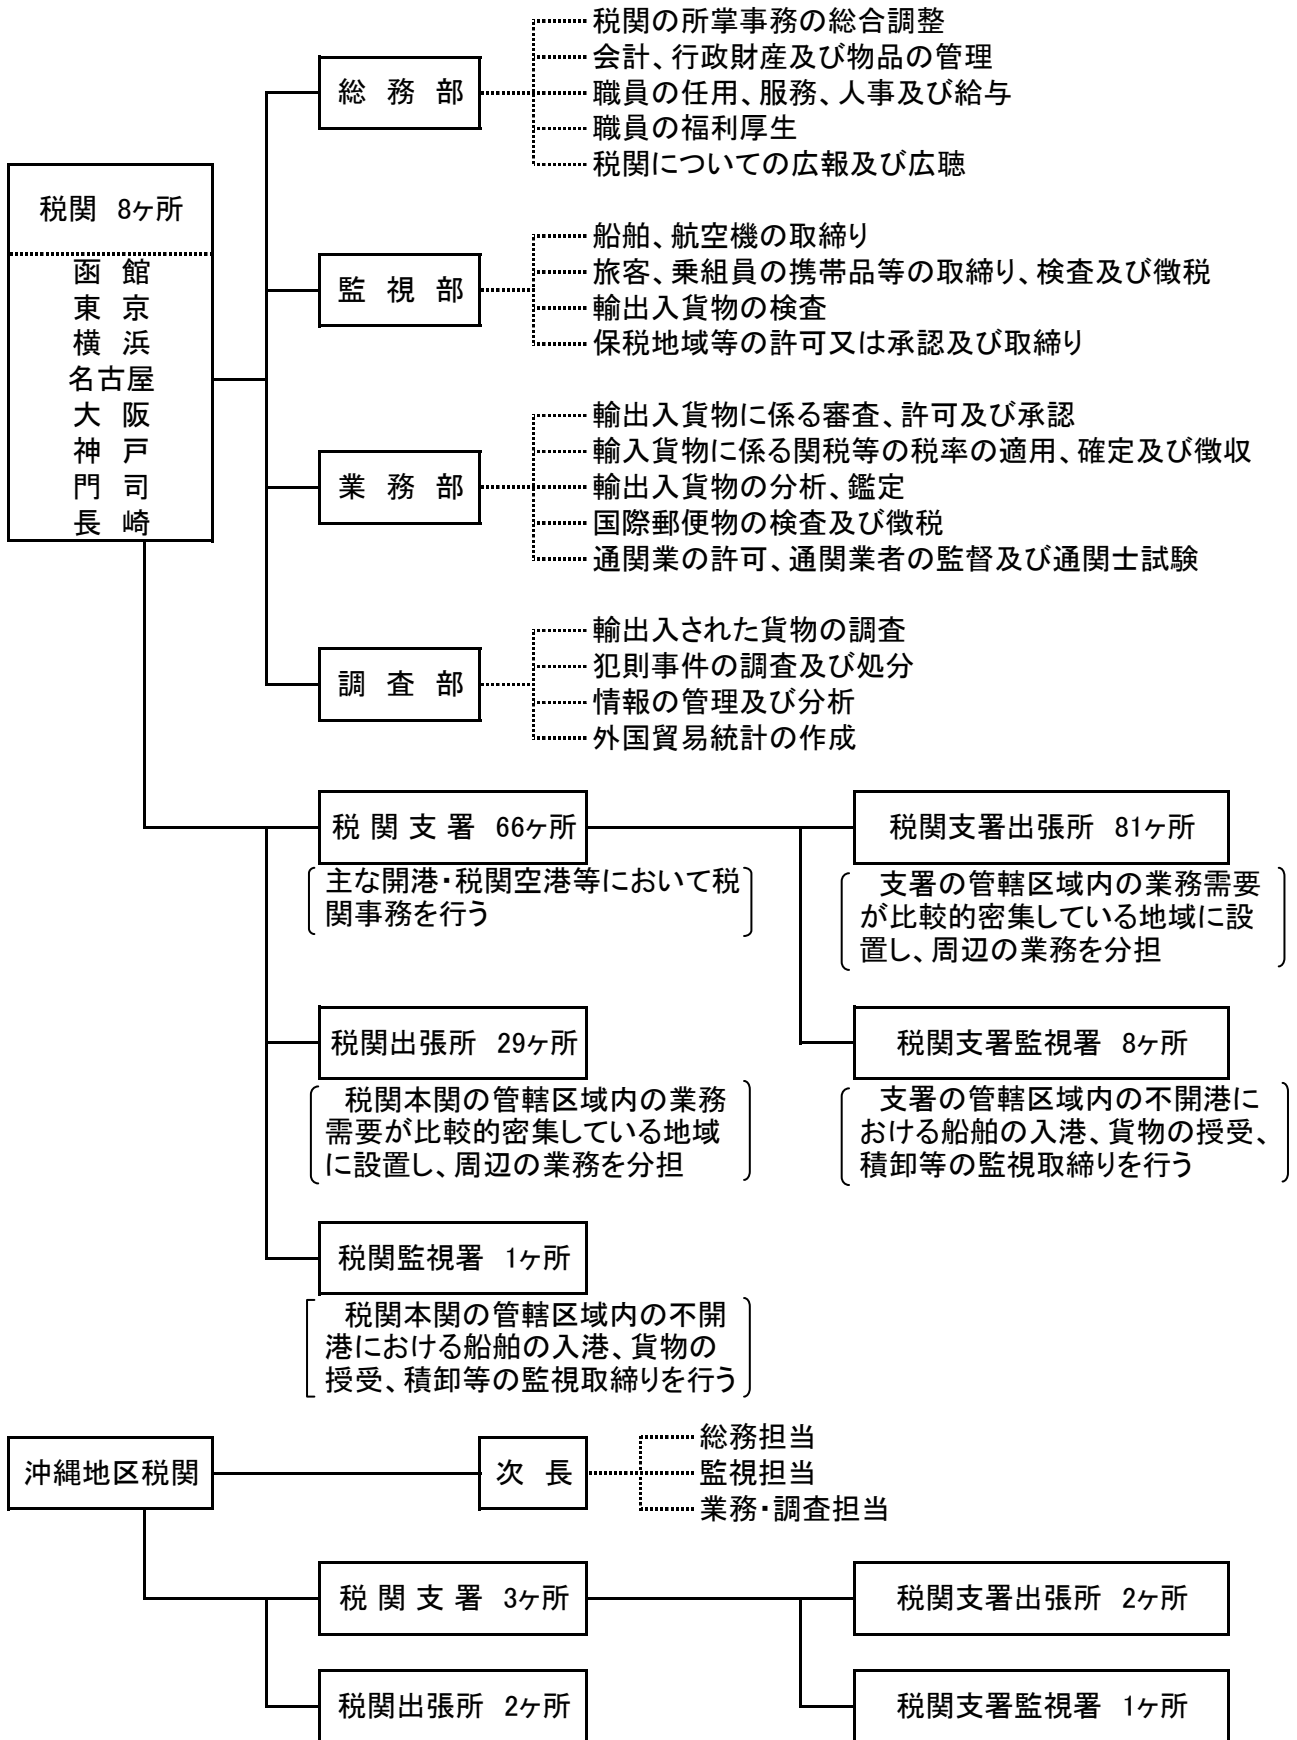 税関の所掌事務の総合調整
会計、行政財産及び物品の管理
総務部
職員の任用、服務、人事及び給与
職員の福利厚生
税関についての広報及び広聴
税関 8ヶ所
函館
東京
横浜
名古屋
大阪
神戸
門司
長崎
船舶、航空機の取締り
旅客、乗組員の携帯品等の取締り、検査及び徴税
監視部
輸出入貨物の検査
保税地域等の許可又は承認及び取締り
輸出入貨物に係る審査、許可及び承認
輸入貨物に係る関税等の税率の適用、確定及び徴収
業務部
輸出入貨物の分析、鑑定
国際郵便物の検査及び徴税
通関業の許可、通関業者の監督及び通関士試験
輸出入された貨物の調査
犯則事件の調査及び処分
調査部
情報の管理及び分析
外国貿易統計の作成
税関支署 66ヶ所
主な開港・税関空港等において税
関事務を行う
税関支署出張所 81ヶ所
支署の管轄区域内の業務需要
が比較的密集している地域に設
置し、周辺の業務を分担
税関出張所 29ヶ所
税関本関の管轄区域内の業務
需要が比較的密集している地域
に設置し、周辺の業務を分担
税関支署監視署 8ヶ所
支署の管轄区域内の不開港に
おける船舶の入港、貨物の授受、
積卸等の監視取締りを行う
税関監視署 1ヶ所
税関本関の管轄区域内の不開
港における船舶の入港、貨物の
授受、積卸等の監視取締りを行う
沖縄地区税関
次長
総務担当
監視担当
業務・調査担当
税関支署 3ヶ所
税関支署出張所 2ヶ所
税関出張所 2ヶ所
税関支署監視署 1ヶ所